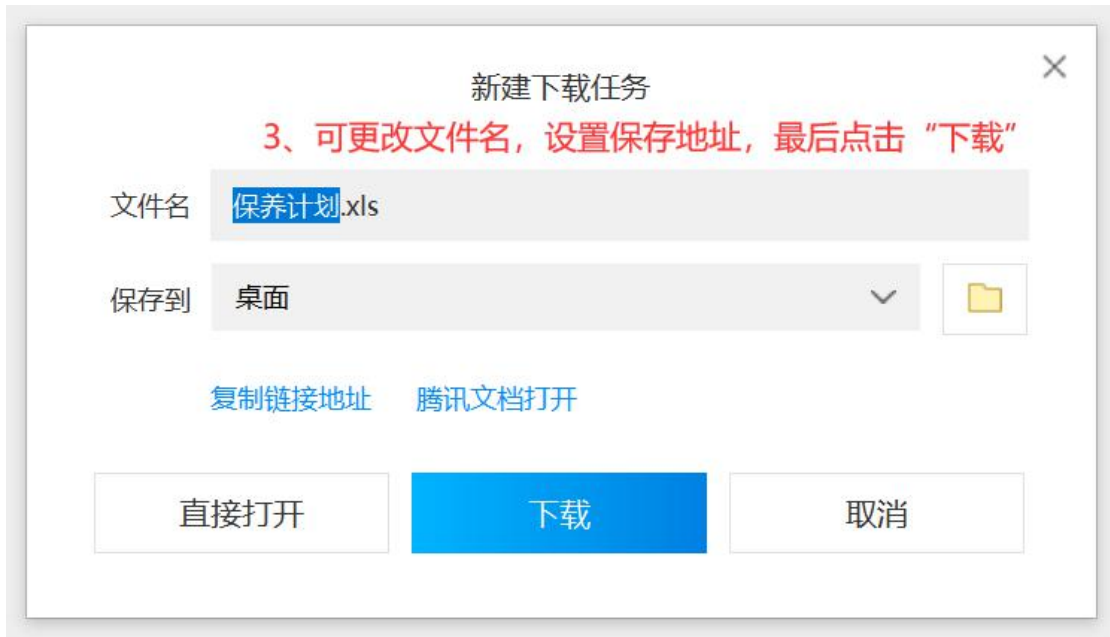 新建下载任务
3、可更改文件名，设置保存地址，最后点击“下载”
文件名 保养计划.xls
保存到 桌面
复制链接地址 腾讯文档打开
直接打开 下载 取消